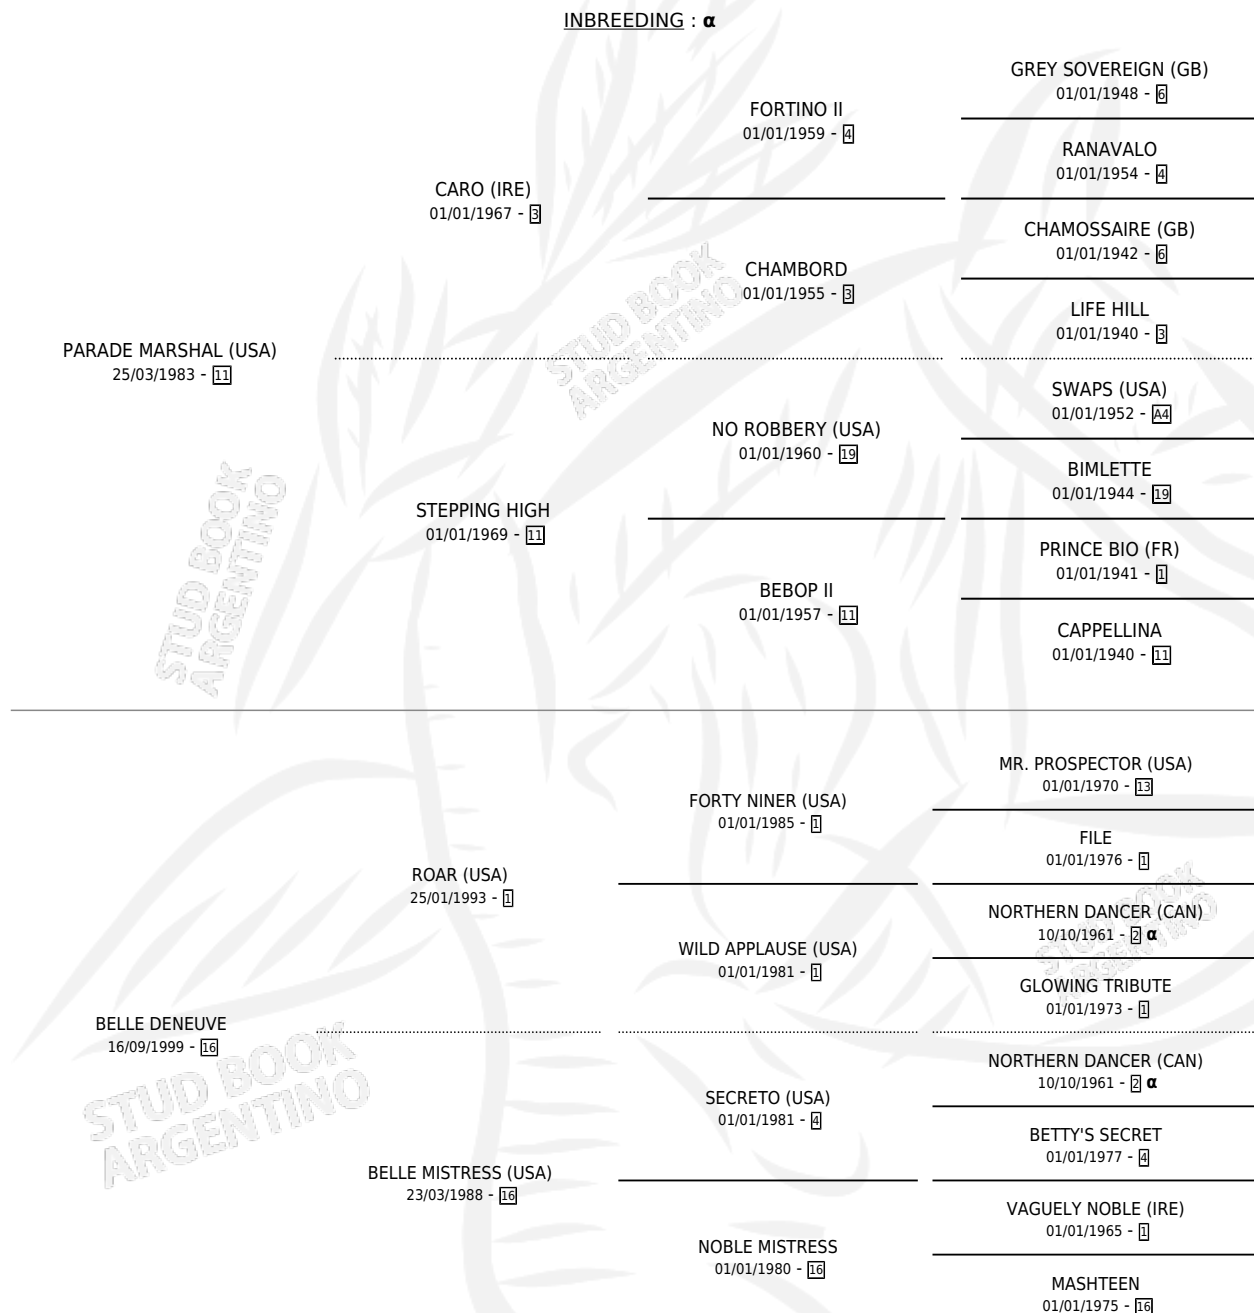 INBREEDING : α
GREY SOVEREIGN (GB)
01/01/1948 - 6
FORTINO II
01/01/1959 - 4
RANAVALO
01/01/1954 - 4
CARO (IRE)
01/01/1967 - 3
CHAMOSSAIRE (GB)
01/01/1942 - 6
CHAMBORD
01/01/1955 - 3
LIFE HILL
01/01/1940 - 3
PARADE MARSHAL (USA)
25/03/1983 - 11
SWAPS (USA)
01/01/1952 - A4
NO ROBBERY (USA)
01/01/1960 - 19
BIMLETTE
01/01/1944 - 19
STEPPING HIGH
01/01/1969 - 11
PRINCE BIO (FR)
01/01/1941 - 1
BEBOP II
01/01/1957 - 11
CAPPELLINA
01/01/1940 - 11
MR. PROSPECTOR (USA)
01/01/1970 - 13
FORTY NINER (USA)
01/01/1985 - 1
FILE
01/01/1976 - 1
ROAR (USA)
25/01/1993 - 1
NORTHERN DANCER (CAN)
10/10/1961 - 2 α
WILD APPLAUSE (USA)
01/01/1981 - 1
GLOWING TRIBUTE
01/01/1973 - 1
BELLE DENEUVE
16/09/1999 - 16
NORTHERN DANCER (CAN)
10/10/1961 - 2 α
SECRETO (USA)
01/01/1981 - 4
BETTY'S SECRET
01/01/1977 - 4
BELLE MISTRESS (USA)
23/03/1988 - 16
VAGUELY NOBLE (IRE)
01/01/1965 - 1
NOBLE MISTRESS
01/01/1980 - 16
MASHTEEN
01/01/1975 - 16
STUD BOOK
ARGENTINO
STUD BOOK
ARGENTINO
STUD BOOK
ARGENTINO
STUD BOOK
ARGENTINO